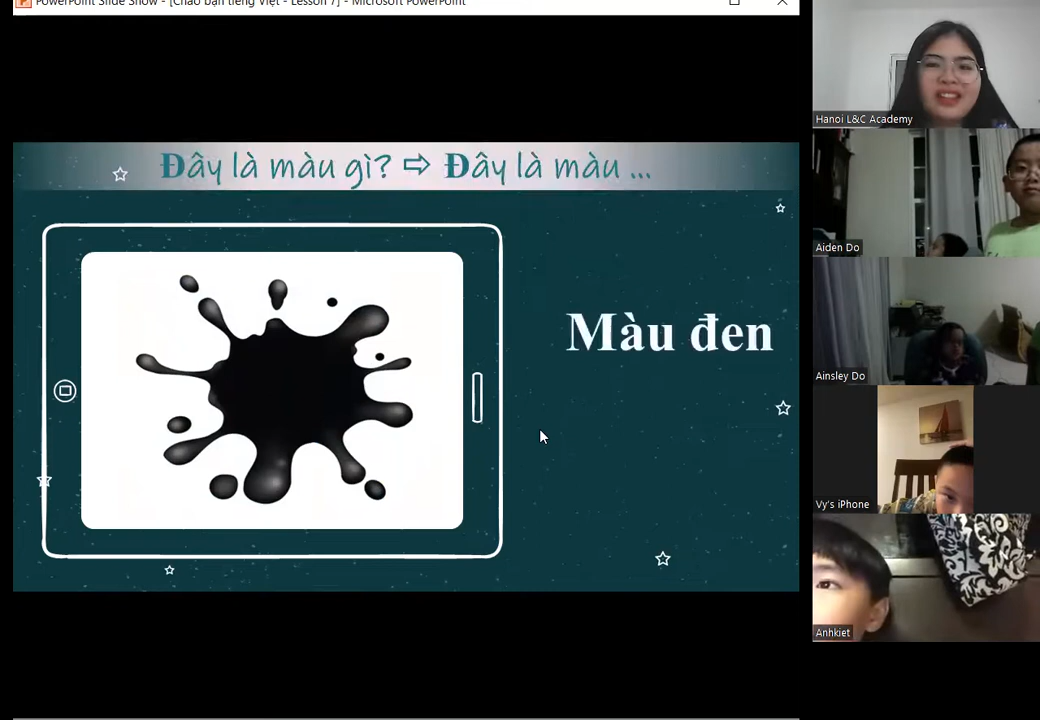 PowerPoint Slide Show - [Chào bạn tiếng Việt - Lesson 7] - Microsoft PowerPoint
Đây là màu gì? ⇨ Đây là màu ...
Màu đen
Hanoi L&C Academy
Aiden Do
Ainsley Do
Vy's iPhone
Anhkiet